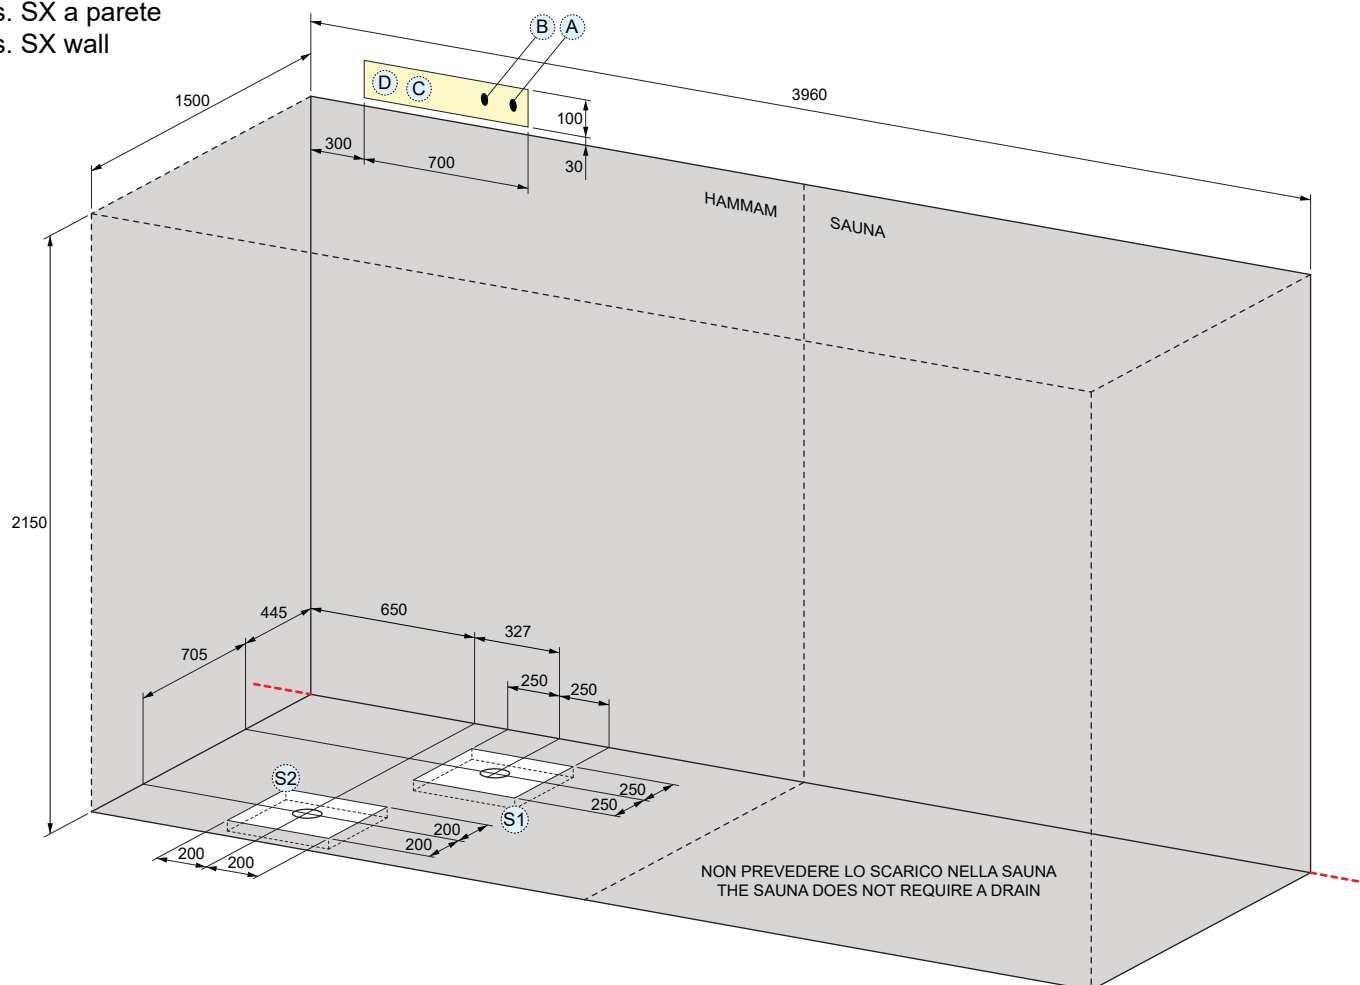 s. SX a parete
s. SX wall
B A
D C
1500
3960
100
300
700
30
HAMMAM
SAUNA
2150
445
650
327
705
250
250
S2
250
250
S1
200
200
200
200
NON PREVEDERE LO SCARICO NELLA SAUNA
THE SAUNA DOES NOT REQUIRE A DRAIN